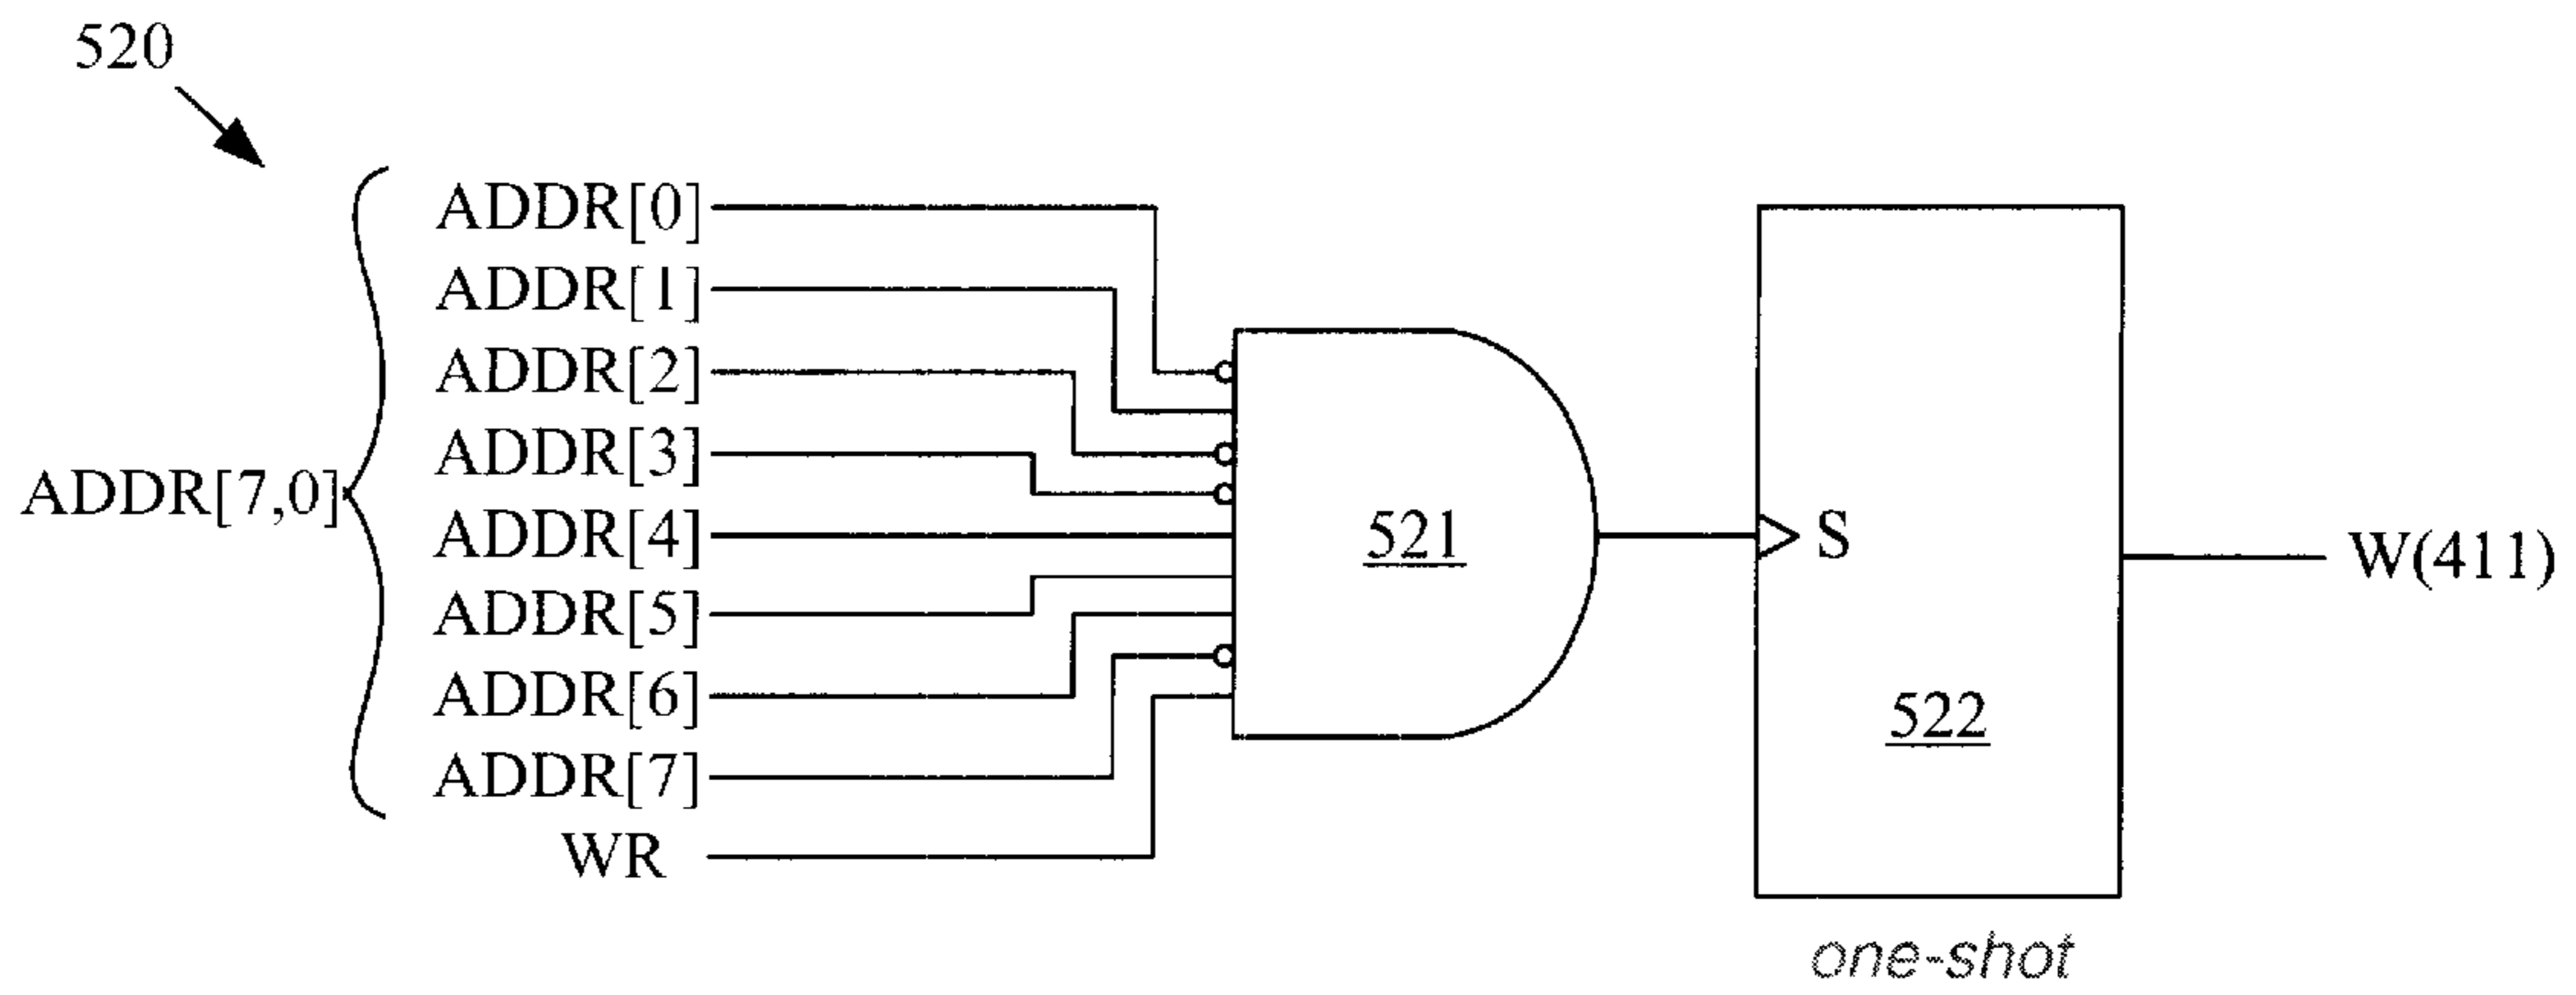 520
ADDR[0]
ADDR[1]
ADDR[2]
ADDR[3]
ADDR[7,0]
ADDR[4]
ADDR[5]
ADDR[6]
ADDR[7]
WR
521
S
522
W(411)
one-shot